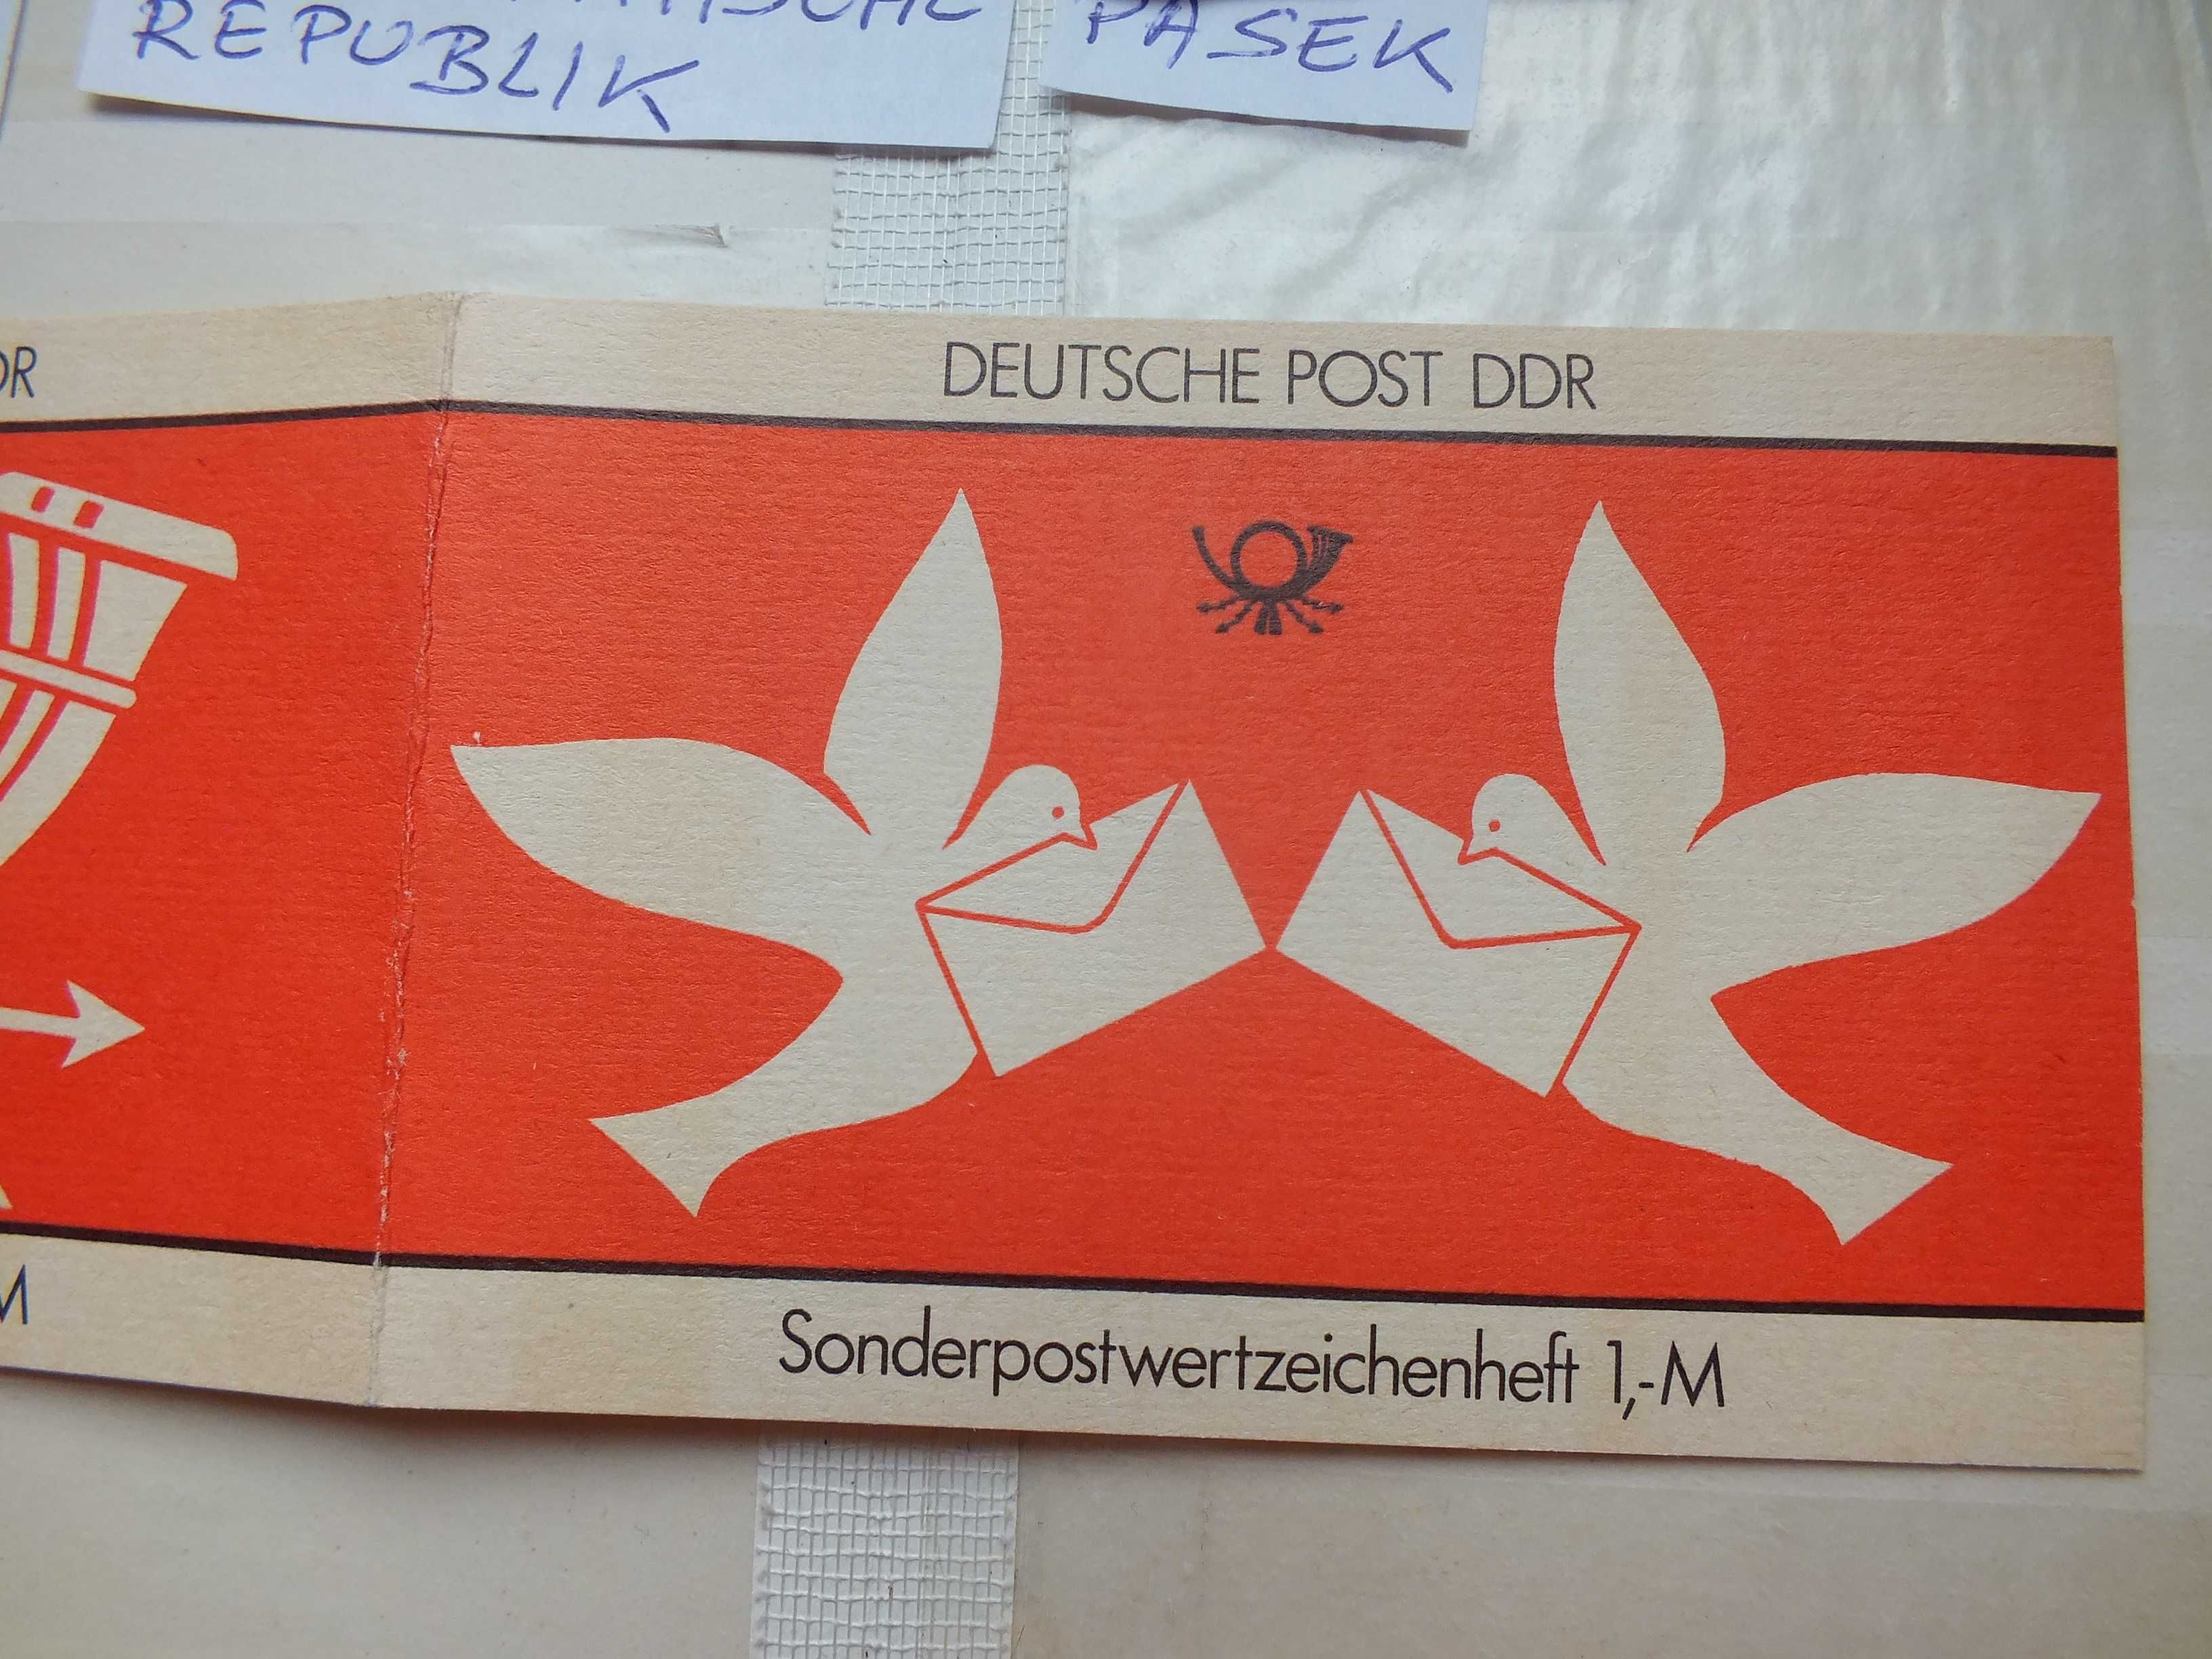 REPUBLIK
PASEK
DEUTSCHE POST DDR
Sonderpostwertzeichenheft 1,-M